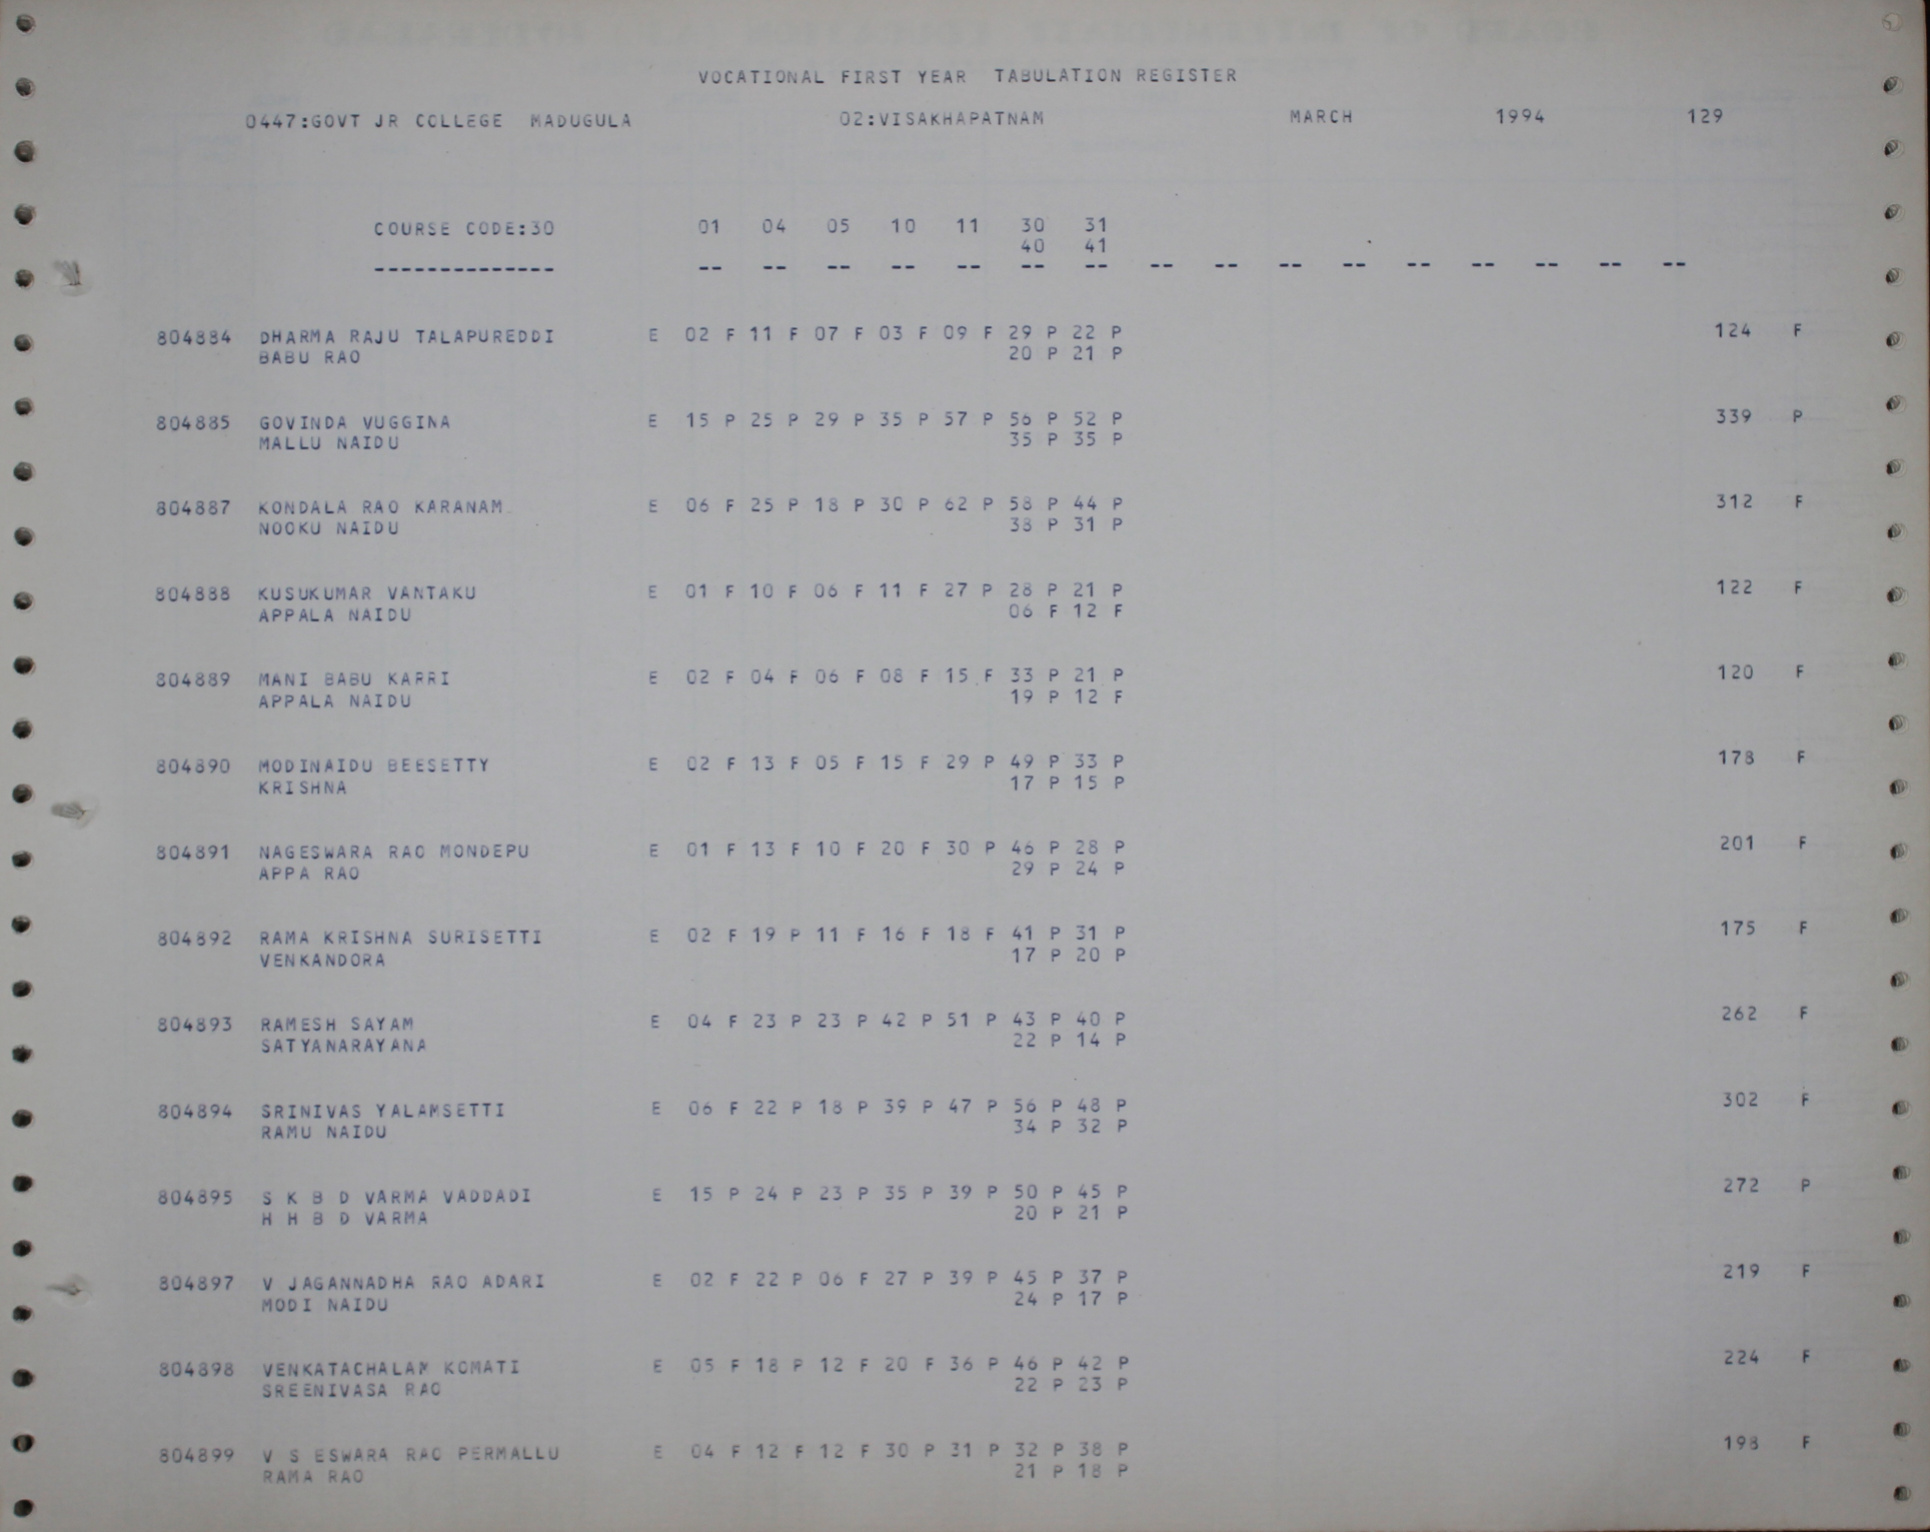 VOCATIONAL FIRST YEAR TABULATION REGISTER
0447:GOVT JR COLLEGE MADUGULA 02:VISAKHAPATNAM MARCH 1994 129
COURSE CODE:30 01 04 05 10 11 30 31
40 41
-------------- -- -- -- -- -- -- -- -- -- -- -- -- -- -- -- --
804884 DHARMA RAJU TALAPUREDDI E 02 F 11 F 07 F 03 F 09 F 29 P 22 P 124 F
BABU RAO 20 P 21 P
804885 GOVINDA VUGGINA E 15 P 25 P 29 P 35 P 57 P 56 P 52 P 339 P
MALLU NAIDU 35 P 35 P
804887 KONDALA RAO KARANAM E 06 F 25 P 18 P 30 P 62 P 58 P 44 P 312 F
NOOKU NAIDU 38 P 31 P
804888 KUSUKUMAR VANTAKU E 01 F 10 F 06 F 11 F 27 P 28 P 21 P 122 F
APPALA NAIDU 06 F 12 F
804889 MANI BABU KARRI E 02 F 04 F 06 F 08 F 15 F 33 P 21 P 120 F
APPALA NAIDU 19 P 12 F
804890 MODINAIDU BEESETTY E 02 F 13 F 05 F 15 F 29 P 49 P 33 P 178 F
KRISHNA 17 P 15 P
804891 NAGESWARA RAO MONDEPU E 01 F 13 F 10 F 20 F 30 P 46 P 28 P 201 F
APPA RAO 29 P 24 P
804892 RAMA KRISHNA SURISETTI E 02 F 19 P 11 F 16 F 18 F 41 P 31 P 175 F
VENKANDORA 17 P 20 P
804893 RAMESH SAYAM E 04 F 23 P 23 P 42 P 51 P 43 P 40 P 262 F
SATYANARAYANA 22 P 14 P
804894 SRINIVAS YALAMSETTI E 06 F 22 P 18 P 39 P 47 P 56 P 48 P 302 F
RAMU NAIDU 34 P 32 P
804895 S K B D VARMA VADDADI E 15 P 24 P 23 P 35 P 39 P 50 P 45 P 272 P
H H B D VARMA 20 P 21 P
804897 V JAGANNADHA RAO ADARI E 02 F 22 P 06 F 27 P 39 P 45 P 37 P 219 F
MODI NAIDU 24 P 17 P
804898 VENKATACHALAM KOMATI E 05 F 18 P 12 F 20 F 36 P 46 P 42 P 224 F
SREENIVASA RAO 22 P 23 P
804899 V S ESWARA RAO PERMALLU E 04 F 12 F 12 F 30 P 31 P 32 P 38 P 198 F
RAMA RAO 21 P 18 P